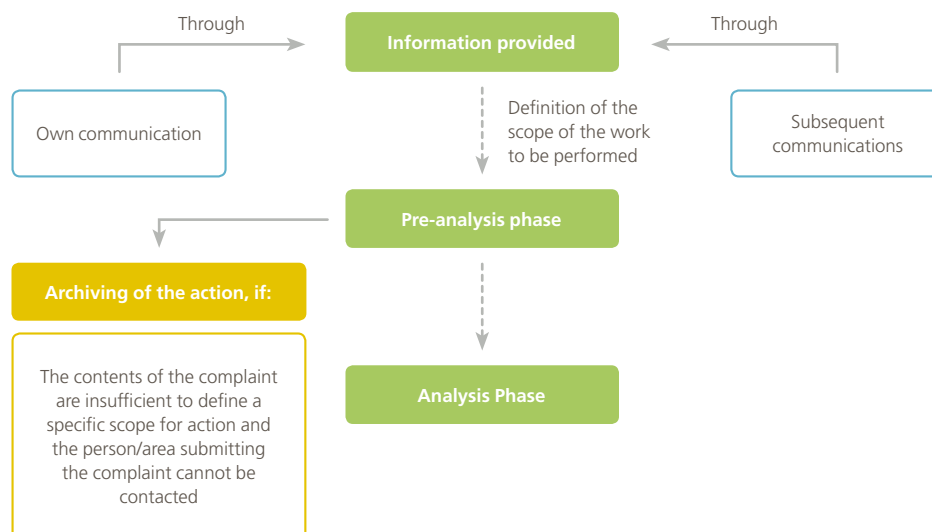 Through
Information provided
Through
Own communication
Definition of the
scope of the work
to be performed
Subsequent
communications
Pre-analysis phase
Archiving of the action, if:
The contents of the complaint
are insufficient to define a
specific scope for action and
the person/area submitting
the complaint cannot be
contacted
Analysis Phase